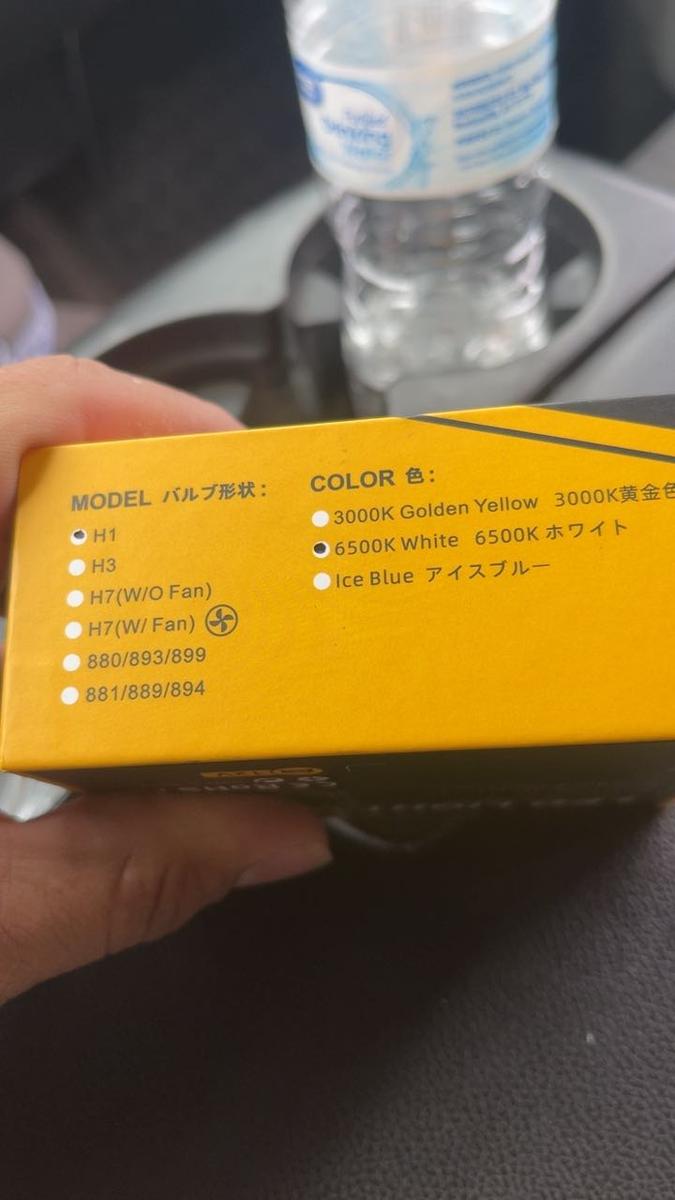 MODEL バルブ形状:
H1
H3
H7(W/O Fan)
H7(W/ Fan)
880/893/899
881/889/894
COLOR 色:
3000K Golden Yellow 3000K黄金色
6500K White 6500K ホワイト
Ice Blue アイスブルー